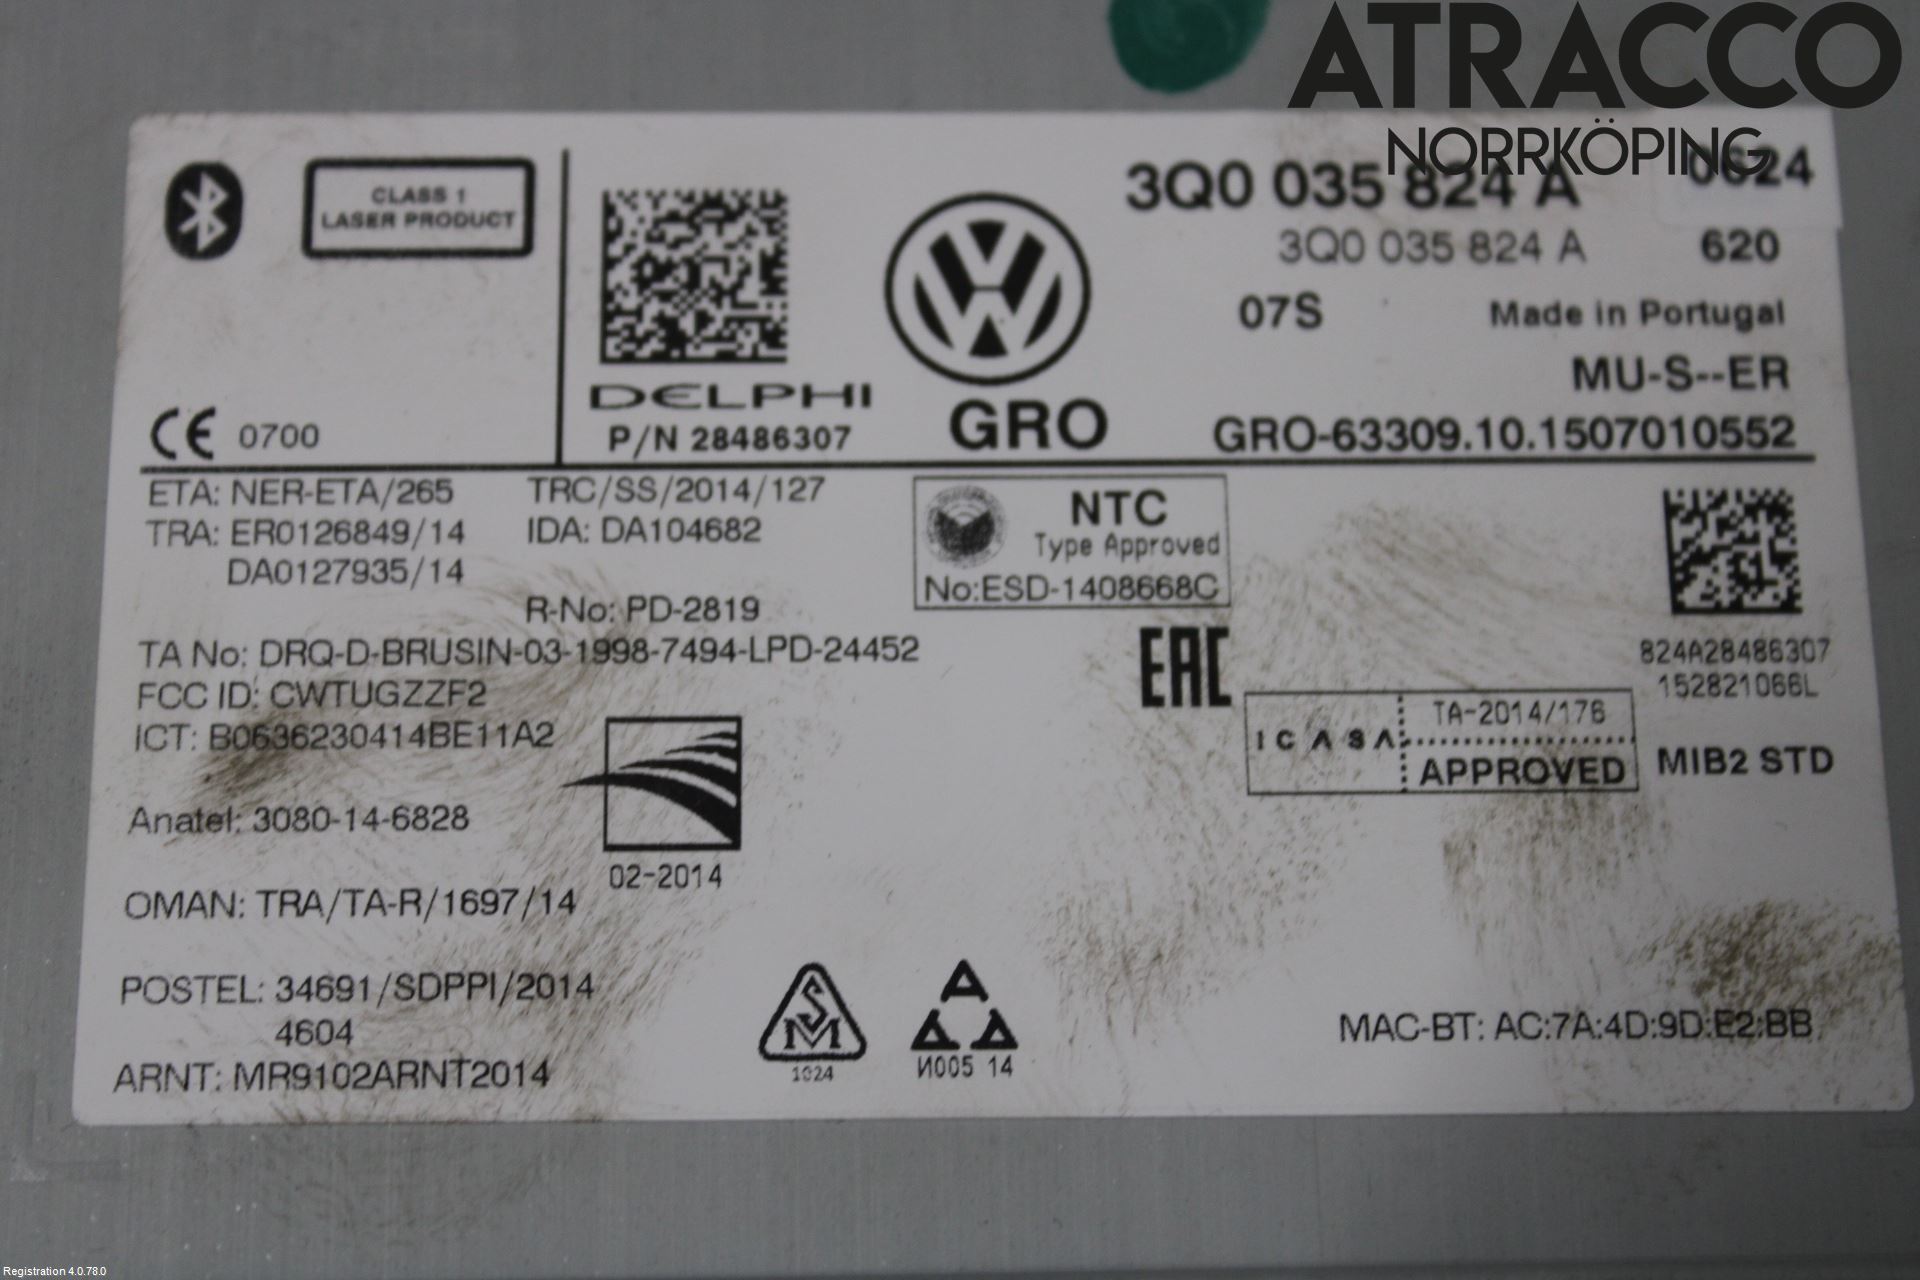 ATRACCO
NORRKÖPING
CLASS 1
LASER PRODUCT
CE 0700
DELPHI
P/N 28486307
GRO
3Q0 035 824 A 0624
3Q0 035 824 A 620
07S Made in Portugal
MU-S--ER
GRO-63309.10.1507010552
ETA: NER-ETA/265 TRC/SS/2014/127
TRA: ER0126849/14 IDA: DA104682
DA0127935/14
R-No: PD-2819
TA No: DRQ-D-BRUSIN-03-1998-7494-LPD-24452
FCC ID: CWTUGZZF2
ICT: B0636230414BE11A2
Anatel: 3080-14-6828
02-2014
OMAN: TRA/TA-R/1697/14
POSTEL: 34691/SDPPI/2014
4604
ARNT: MR9102ARNT2014
NTC
Type Approved
No:ESD-1408668C
EAC
824A28486307
152821066L
ICASA TA-2014/176
APPROVED
MIB2 STD
1024
И005 14
MAC-BT: AC:7A:4D:9D:E2:BB
Registration 4.0.78.0